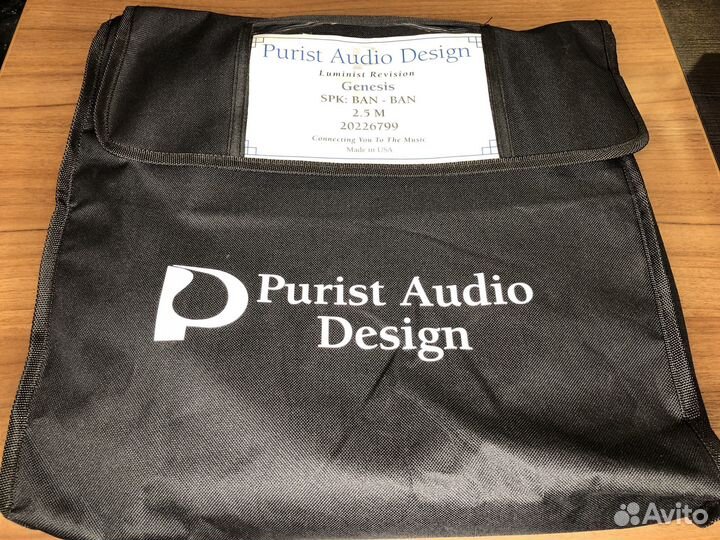 Purist Audio Design
Luminist Revision
Genesis
SPK: BAN - BAN
2.5 M
20226799
Connecting You To The Music
Made in USA
Purist Audio
Design
Avito